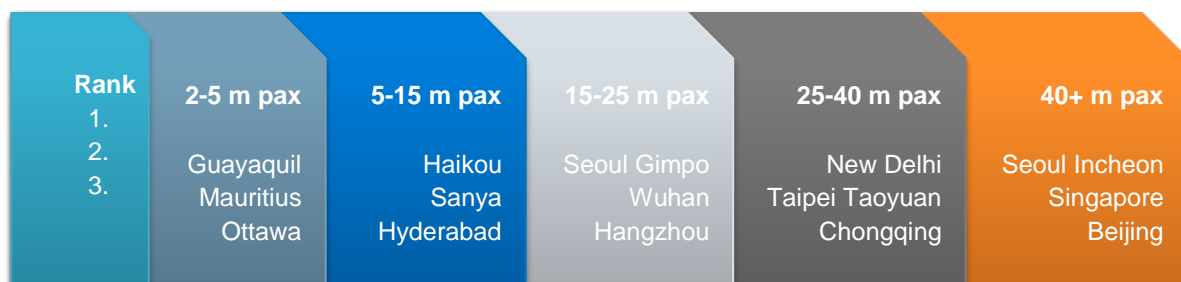 Rank
1.
2.
3.
2-5 m pax
Guayaquil
Mauritius
Ottawa
5-15 m pax
Haikou
Sanya
Hyderabad
15-25 m pax
Seoul Gimpo
Wuhan
Hangzhou
25-40 m pax
New Delhi
Taipei Taoyuan
Chongqing
40+ m pax
Seoul Incheon
Singapore
Beijing